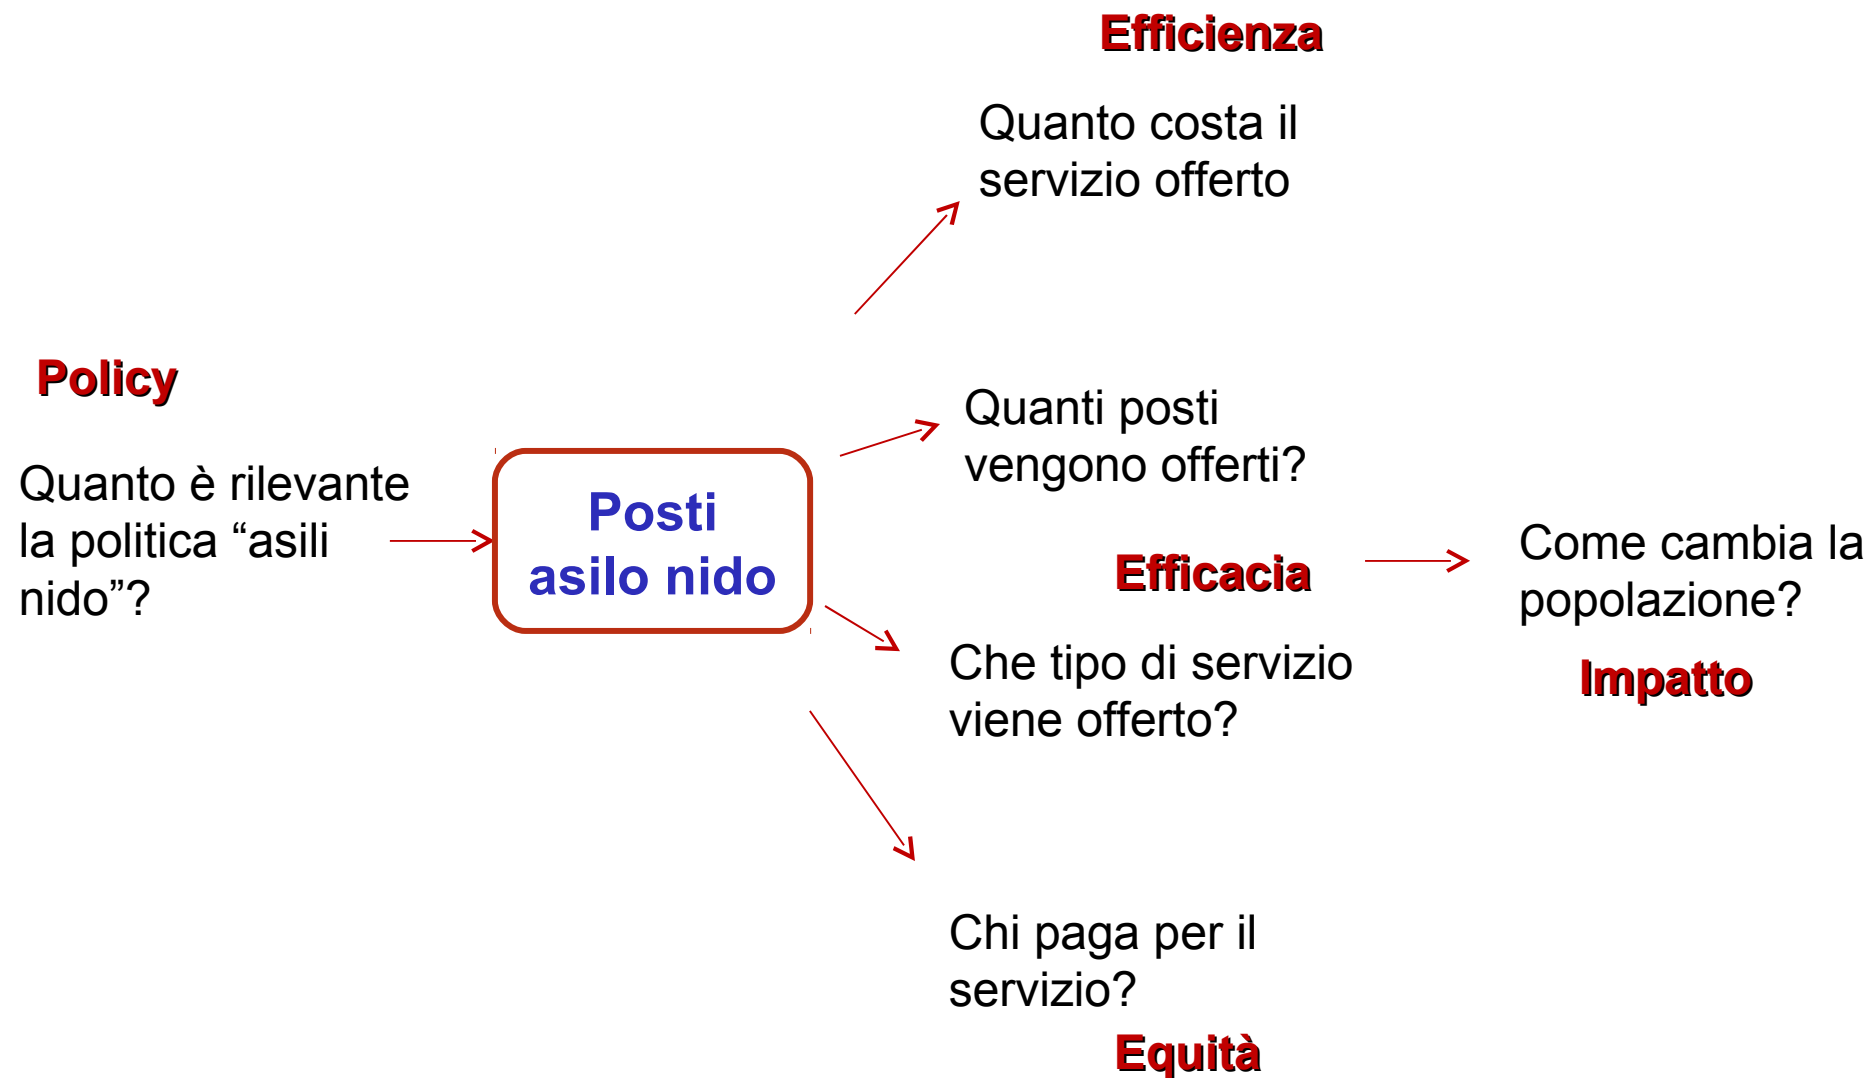 Efficienza
Quanto costa il
servizio offerto
Policy
Quanto è rilevante
la politica “asili
nido”?
Posti
asilo nido
Quanti posti
vengono offerti?
Efficacia
Che tipo di servizio
viene offerto?
Come cambia la
popolazione?
Impatto
Chi paga per il
servizio?
Equità